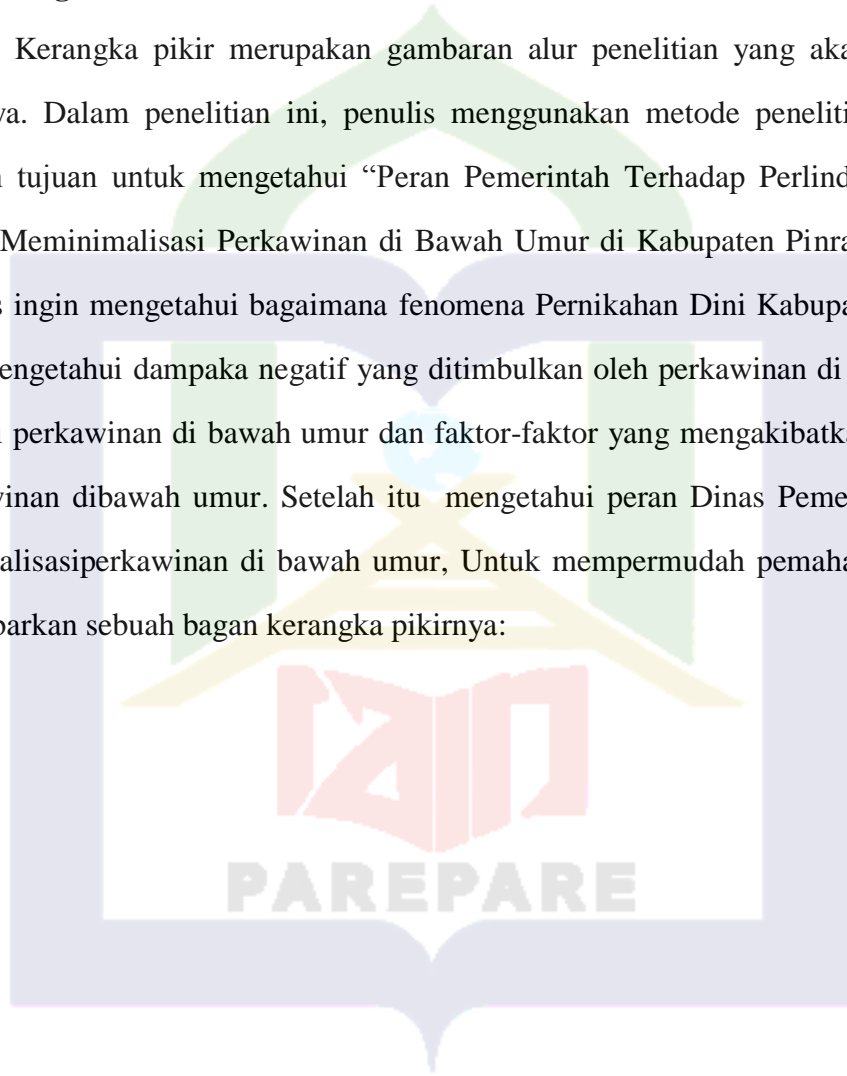 Kerangka pikir merupakan gambaran alur penelitian yang aka
va. Dalam penelitian ini, penulis menggunakan metode peneliti
n tujuan untuk mengetahui “Peran Pemerintah Terhadap Perlind
Meminimalisasi Perkawinan di Bawah Umur di Kabupaten Pinra
s ingin mengetahui bagaimana fenomena Pernikahan Dini Kabupa
engetahui dampaka negatif yang ditimbulkan oleh perkawinan di
i perkawinan di bawah umur dan faktor-faktor yang mengakibatka
vinan dibawah umur. Setelah itu mengetahui peran Dinas Peme
alisasiperkawinan di bawah umur, Untuk mempermudah pemaha
barkan sebuah bagan kerangka pikirnya:
iain
PAREPARE